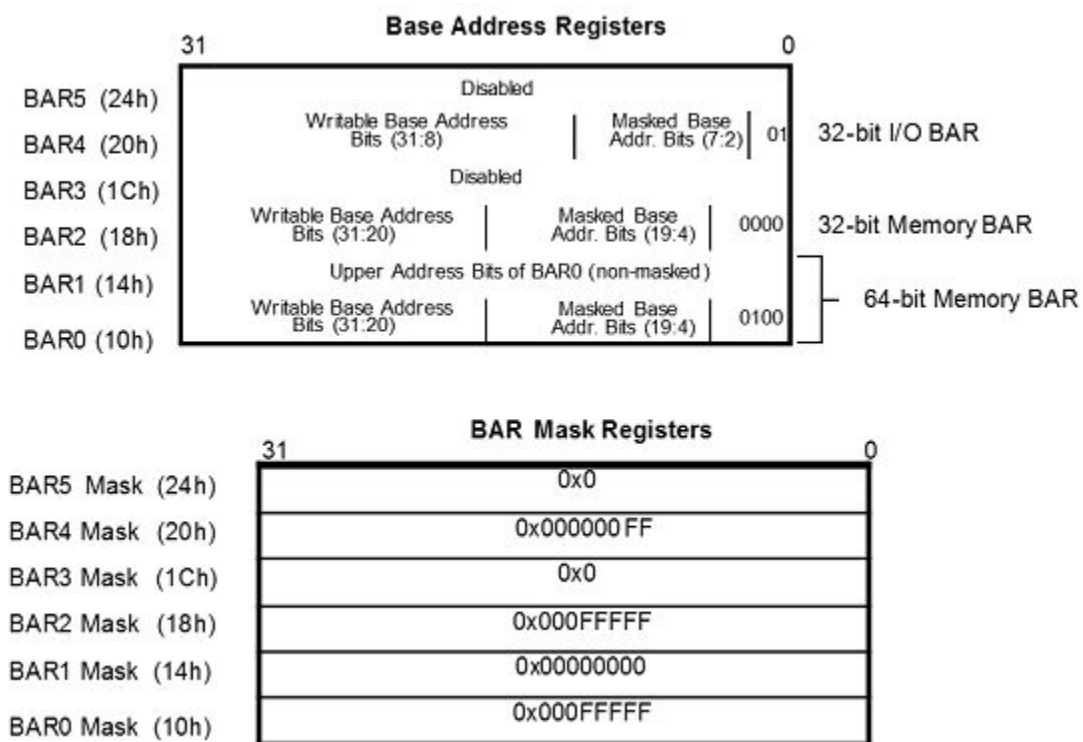 Base Address Registers
31 0
BAR5 (24h) Disabled
BAR4 (20h) Writable Base Address Bits (31:8) Masked Base Addr. Bits (7:2) 01 32-bit I/O BAR
BAR3 (1Ch) Disabled
BAR2 (18h) Writable Base Address Bits (31:20) Masked Base Addr. Bits (19:4) 0000 32-bit Memory BAR
BAR1 (14h) Upper Address Bits of BAR0 (non-masked)
64-bit Memory BAR
BAR0 (10h) Writable Base Address Bits (31:20) Masked Base Addr. Bits (19:4) 0100
BAR Mask Registers
31 0
BAR5 Mask (24h) 0x0
BAR4 Mask (20h) 0x000000FF
BAR3 Mask (1Ch) 0x0
BAR2 Mask (18h) 0x000FFFFF
BAR1 Mask (14h) 0x00000000
BAR0 Mask (10h) 0x000FFFFF